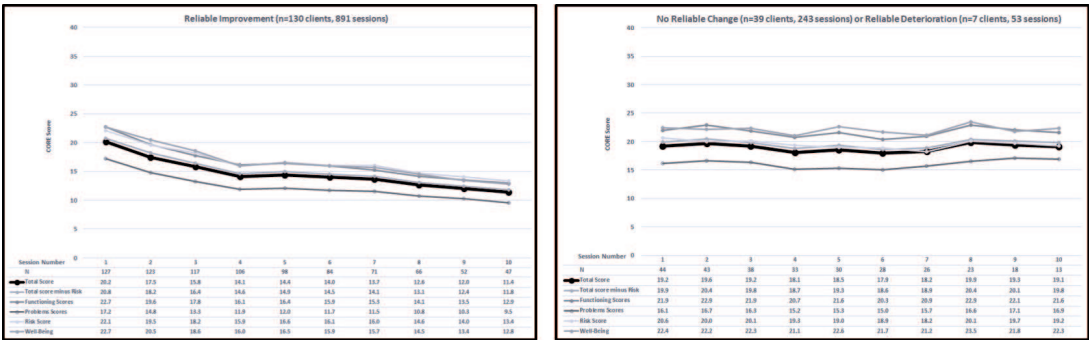 Reliable Improvement (n=130 clients, 891 sessions)
40
35
30
25
20
15
10
5
0
CORE Score
Session Number 1 2 3 4 5 6 7 8 9 10
N 127 123 117 106 98 84 71 66 52 47
Total Score 20.2 17.5 15.8 14.1 14.4 14.0 13.7 12.6 12.0 11.4
Total score minus Risk 20.8 18.2 16.4 14.6 14.9 14.5 14.1 13.1 12.4 11.8
Functioning Scores 22.7 19.6 17.8 16.1 16.4 15.9 15.3 14.1 13.5 12.9
Problems Scores 17.2 14.8 13.3 11.9 12.0 11.7 11.5 10.8 10.3 9.5
Risk Score 22.1 19.5 18.2 15.9 16.6 16.1 16.0 14.6 14.0 13.4
Well-Being 22.7 20.5 18.6 16.0 16.5 15.9 15.7 14.5 13.4 12.8
No Reliable Change (n=39 clients, 243 sessions) or Reliable Deterioration (n=7 clients, 53 sessions)
40
35
30
25
20
15
10
5
0
CORE Score
Session Number 1 2 3 4 5 6 7 8 9 10
N 44 43 38 33 30 28 26 23 18 13
Total Score 19.2 19.6 19.2 18.1 18.5 17.9 18.2 19.8 19.3 19.1
Total score minus Risk 19.9 20.4 19.8 18.7 19.3 18.6 18.9 20.4 20.1 19.8
Functioning Scores 21.9 22.9 21.9 20.7 21.6 20.3 20.9 22.9 22.1 21.6
Problems Scores 16.1 16.7 16.3 15.2 15.3 15.0 15.7 16.6 17.1 16.9
Risk Score 20.6 20.0 20.1 19.3 19.0 18.9 18.2 20.1 19.7 19.2
Well-Being 22.4 22.2 22.3 21.1 22.6 21.7 21.2 23.5 21.8 22.3